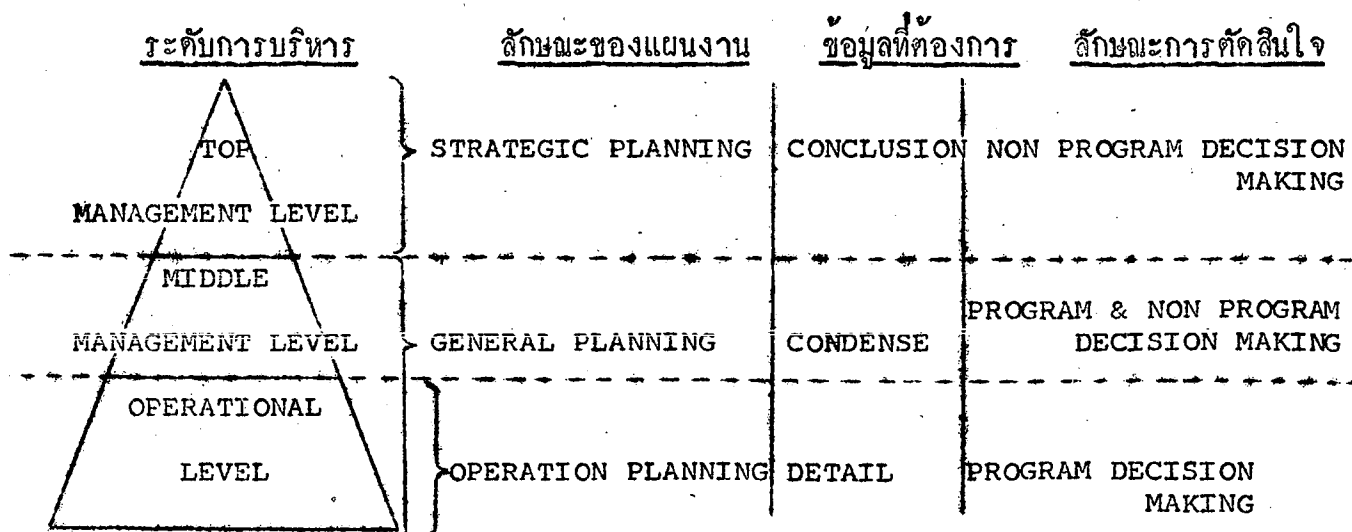 ระดับการบริหาร ลักษณะของแผนงาน ข้อมูลที่ต้องการ ลักษณะการตัดสินใจ
TOP STRATEGIC PLANNING CONCLUSION NON PROGRAM DECISION
MAKING
MANAGEMENT LEVEL
MIDDLE
PROGRAM & NON PROGRAM
MANAGEMENT LEVEL GENERAL PLANNING CONDENSE DECISION MAKING
OPERATIONAL
LEVEL OPERATION PLANNING DETAIL PROGRAM DECISION
MAKING